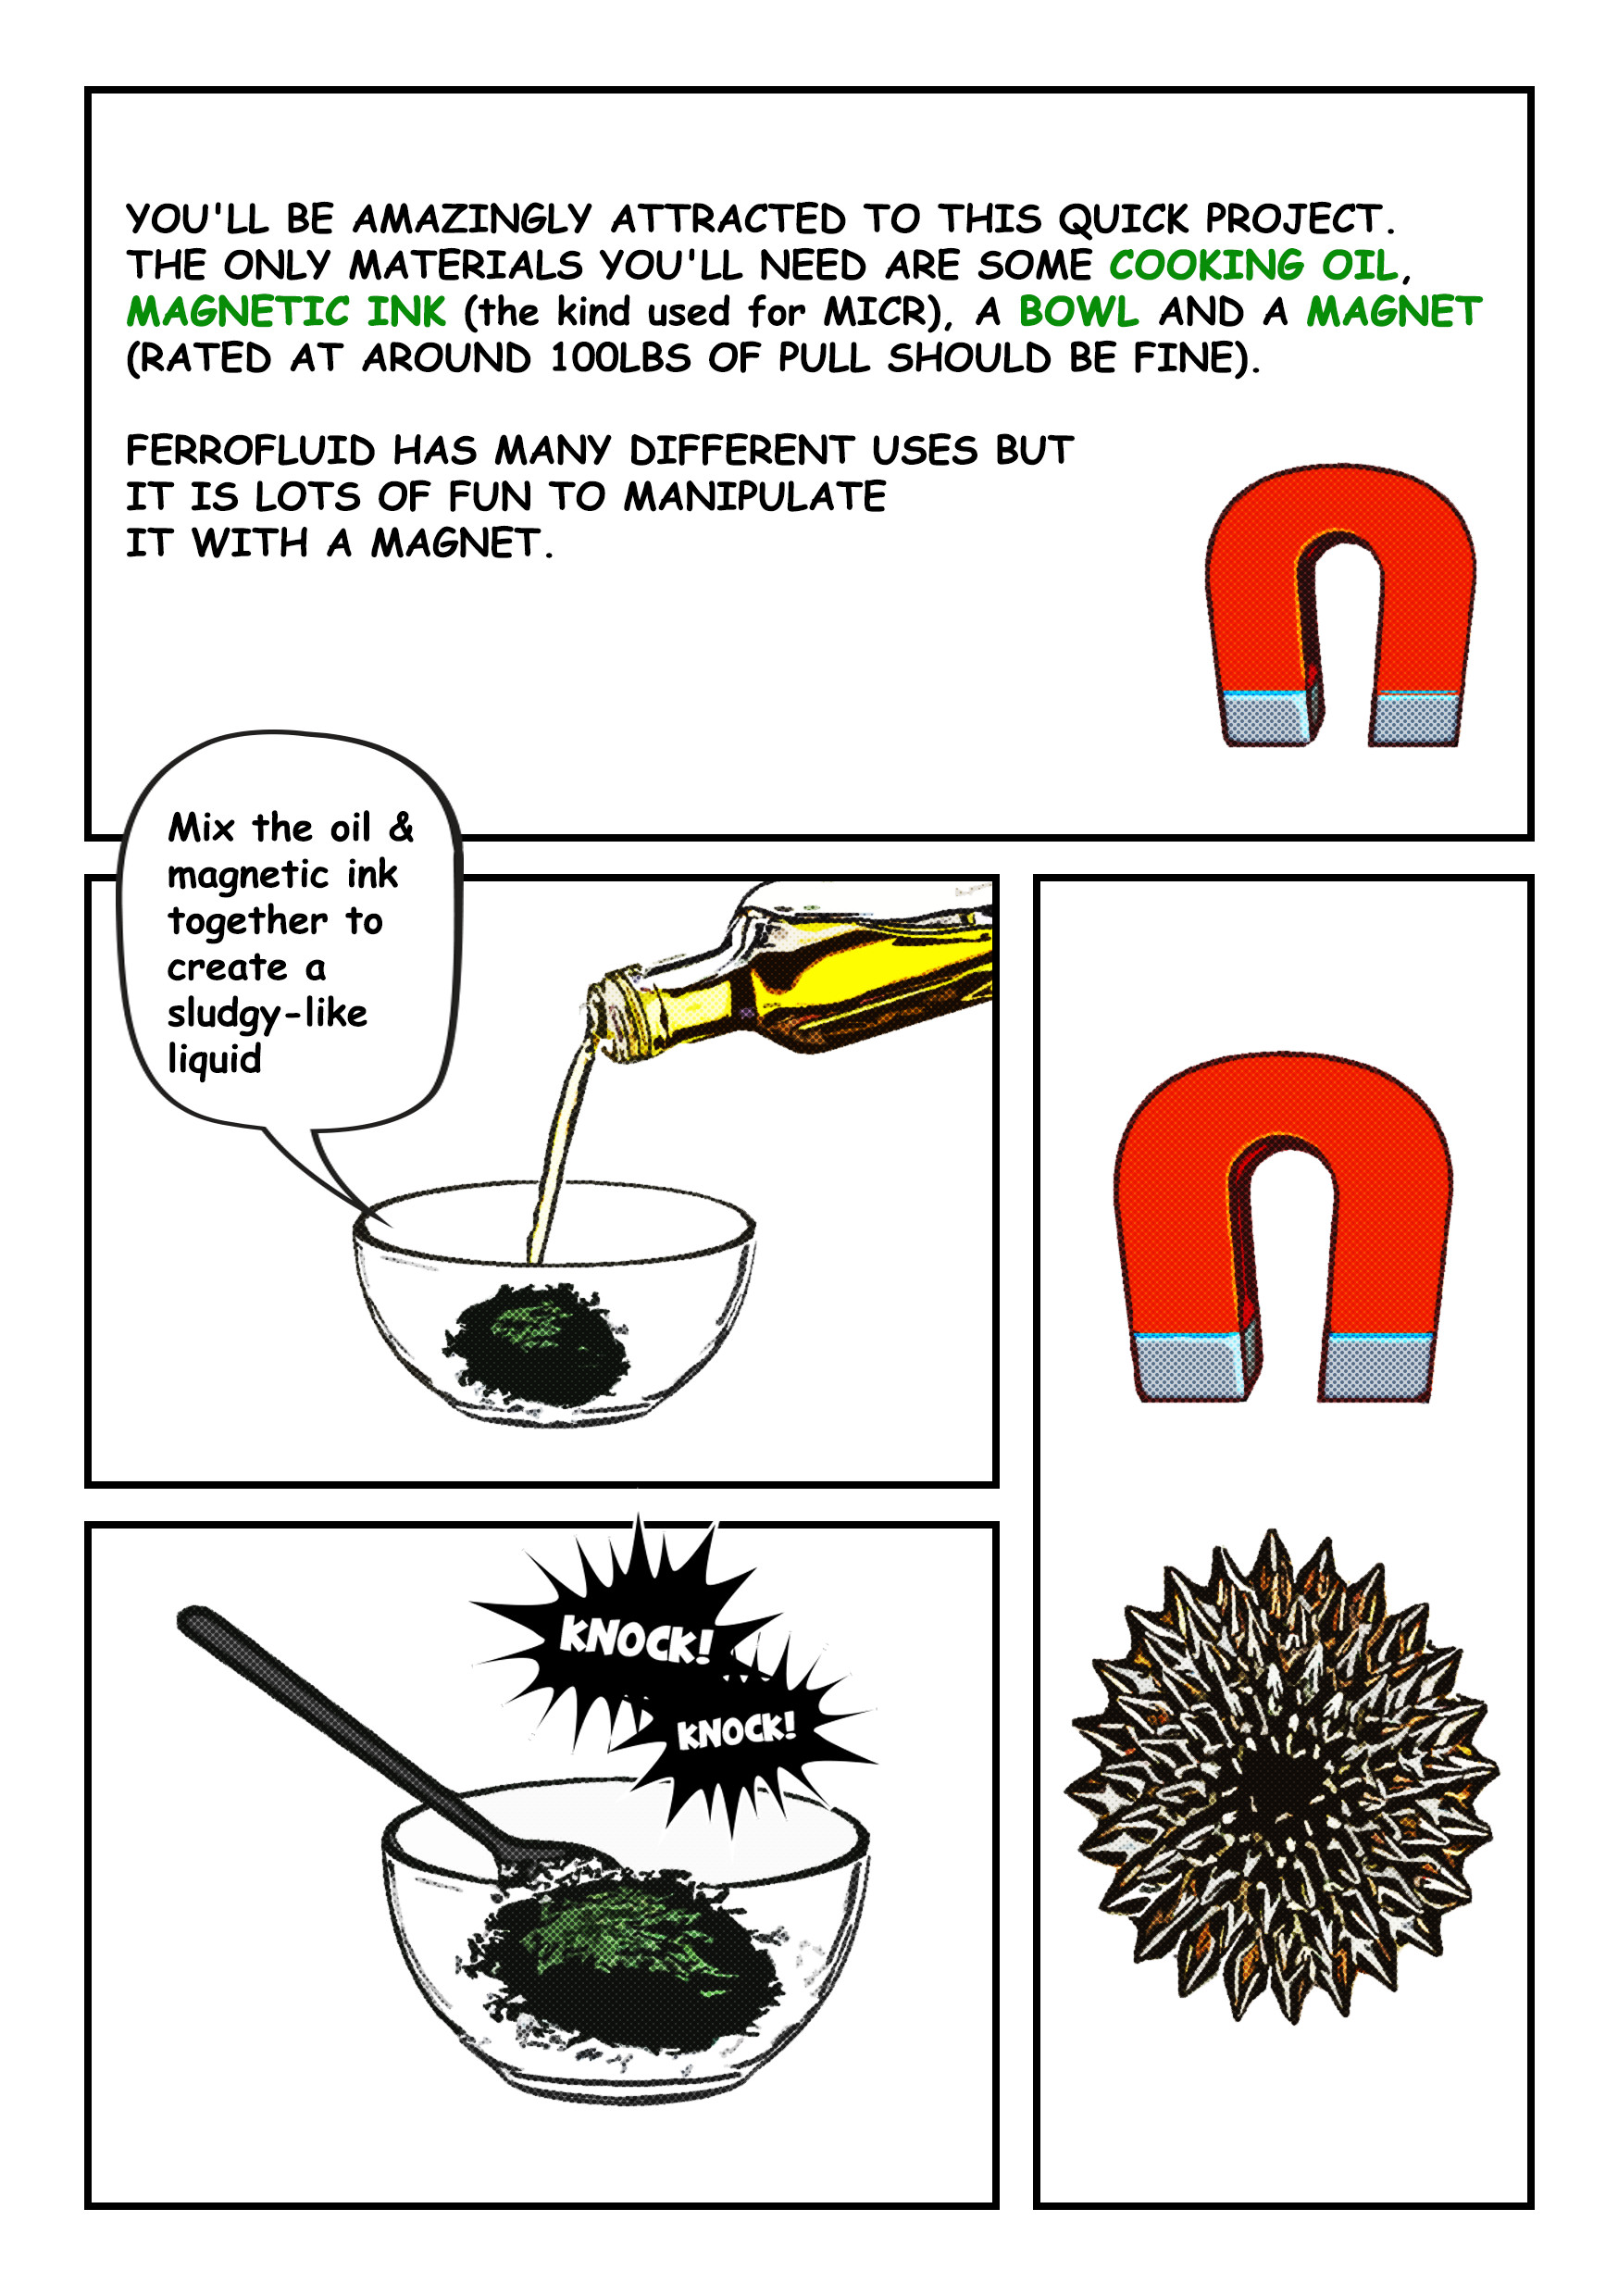 YOU'LL BE AMAZINGLY ATTRACTED TO THIS QUICK PROJECT.
THE ONLY MATERIALS YOU'LL NEED ARE SOME COOKING OIL,
MAGNETIC INK (the kind used for MICR), A BOWL AND A MAGNET
(RATED AT AROUND 100LBS OF PULL SHOULD BE FINE).
FERROFLUID HAS MANY DIFFERENT USES BUT
IT IS LOTS OF FUN TO MANIPULATE
IT WITH A MAGNET.
Mix the oil &
magnetic ink
together to
create a
sludgy-like
liquid
KNOCK!
KNOCK!